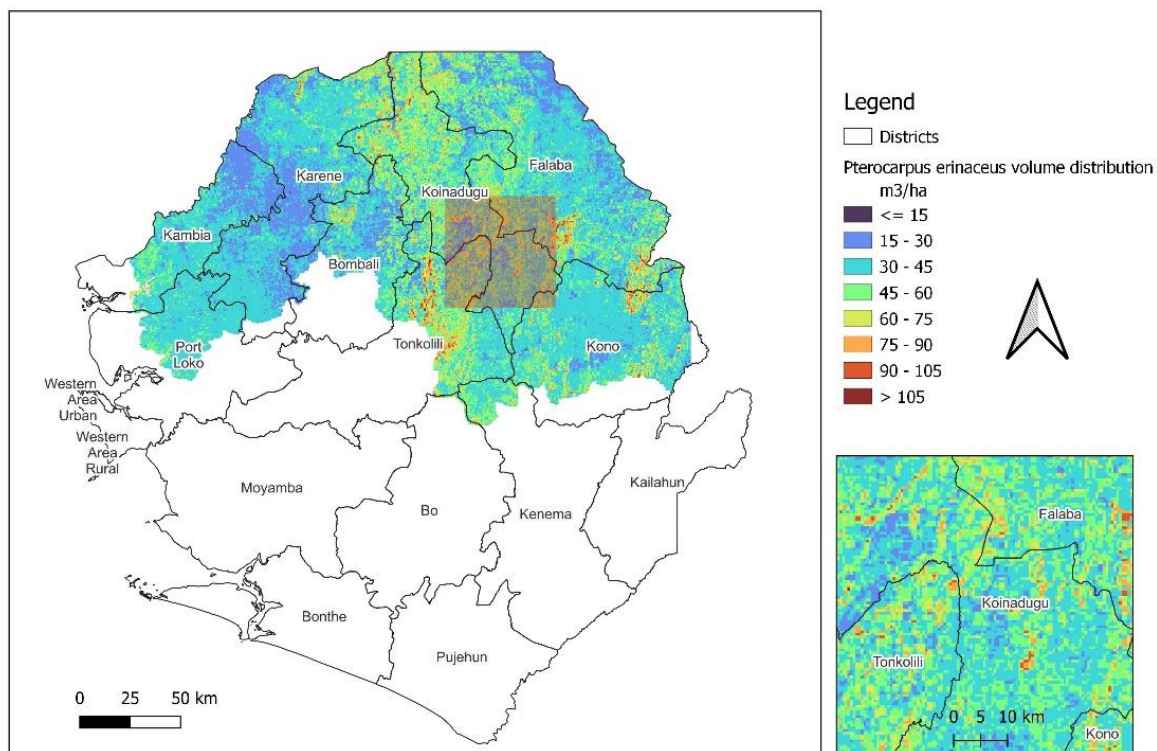 Karene
Falaba
Koinadugu
Kambia
Bombali
Port
Loko
Tonkolili
Kono
Western
Area
Urban
Western
Area
Rural
Moyamba
Bo
Kenema
Kailahun
Bonthe
Pujehun
0 25 50 km
Legend
Districts
Pterocarpus erinaceus volume distribution
m3/ha
<= 15
15 - 30
30 - 45
45 - 60
60 - 75
75 - 90
90 - 105
> 105
Falaba
Koinadugu
Tonkolili
0 5 10 km
Kono